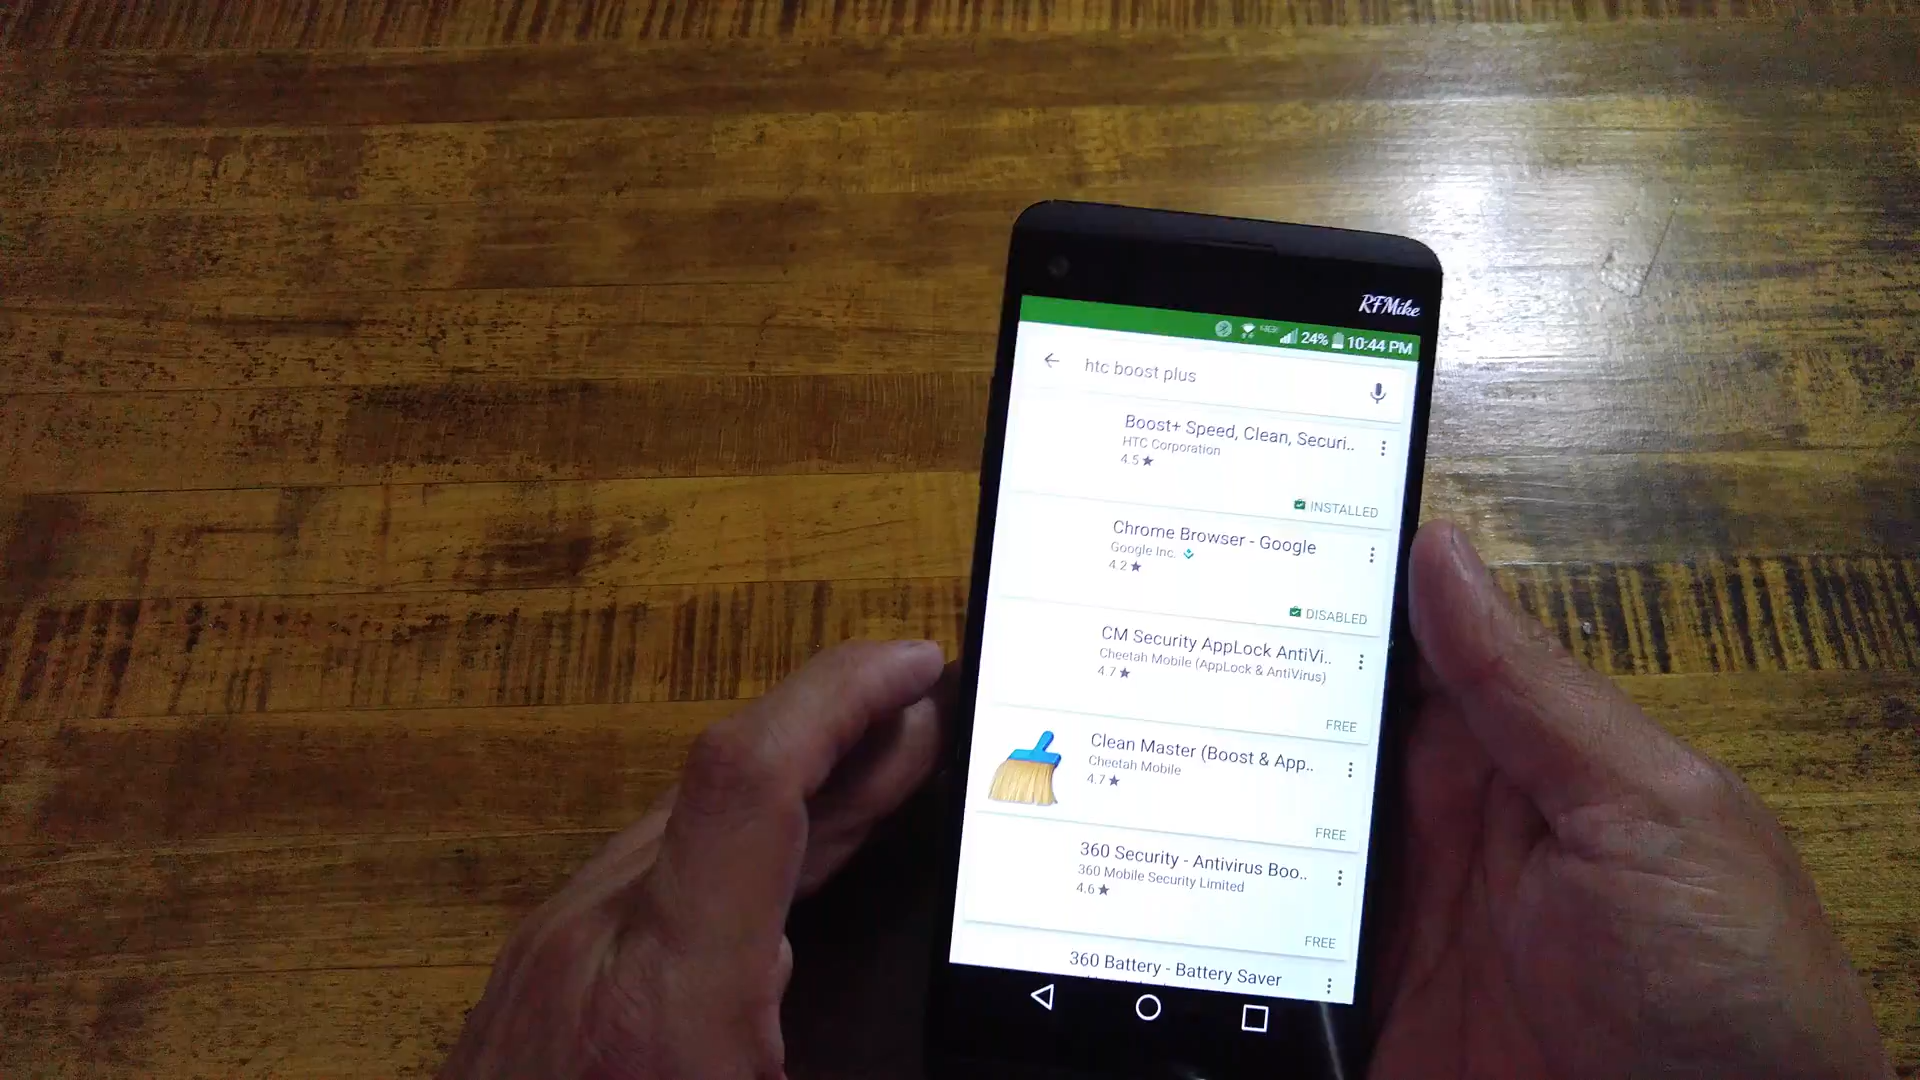 RFMike
24% 10:44 PM
htc boost plus
Boost+ Speed, Clean, Securi..
HTC Corporation
4.5★
INSTALLED
Chrome Browser - Google
Google Inc.
4.2★
DISABLED
CM Security AppLock AntiVi..
Cheetah Mobile (AppLock & AntiVirus)
4.7★
FREE
Clean Master (Boost & App..
Cheetah Mobile
4.7★
FREE
360 Security - Antivirus Boo..
360 Mobile Security Limited
4.6★
FREE
360 Battery - Battery Saver